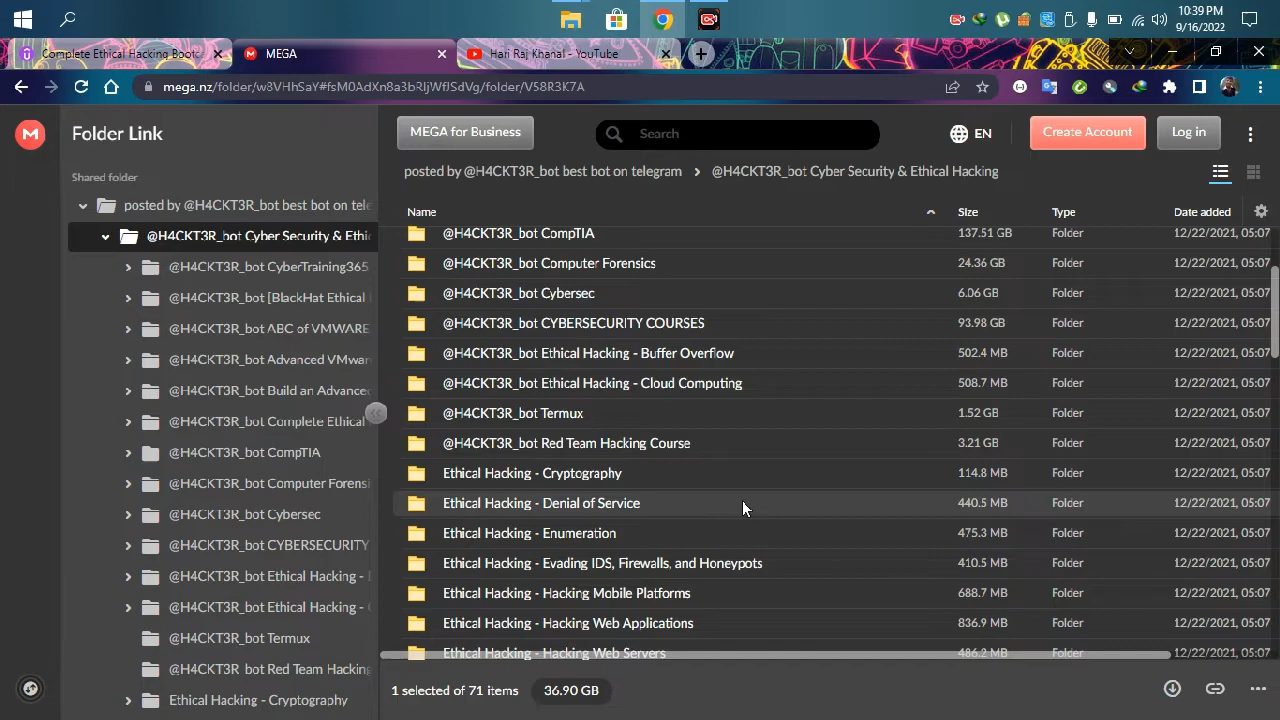 10:39 PM
9/16/2022
Complete Ethical Hacking Bootc
MEGA
Hari Raj Khanal - YouTube
mega.nz/folder/w3VHhSaY#fsM0AdXn8a3bRIjWfJSdVg/folder/V58R3K7A
Folder Link
MEGA for Business
Search
EN
Create Account
Log in
Shared folder
posted by @H4CKT3R_bot best bot on telegram
@H4CKT3R_bot Cyber Security & Ethical Hacking
posted by @H4CKT3R_bot best bot on tele
@H4CKT3R_bot Cyber Security & Ethic
@H4CKT3R_bot CyberTraining365
@H4CKT3R_bot [BlackHat Ethical
@H4CKT3R_bot ABC of VMWARE
@H4CKT3R_bot Advanced VMwar
@H4CKT3R_bot Build an Advanced
@H4CKT3R_bot Complete Ethical
@H4CKT3R_bot CompTIA
@H4CKT3R_bot Computer Forensi
@H4CKT3R_bot Cybersec
@H4CKT3R_bot CYBERSECURITY
@H4CKT3R_bot Ethical Hacking -
@H4CKT3R_bot Ethical Hacking -
@H4CKT3R_bot Termux
@H4CKT3R_bot Red Team Hacking
Ethical Hacking - Cryptography
Name Size Type Date added
@H4CKT3R_bot CompTIA 137.51 GB Folder 12/22/2021, 05:07
@H4CKT3R_bot Computer Forensics 24.36 GB Folder 12/22/2021, 05:07
@H4CKT3R_bot Cybersec 6.06 GB Folder 12/22/2021, 05:07
@H4CKT3R_bot CYBERSECURITY COURSES 93.98 GB Folder 12/22/2021, 05:07
@H4CKT3R_bot Ethical Hacking - Buffer Overflow 502.4 MB Folder 12/22/2021, 05:07
@H4CKT3R_bot Ethical Hacking - Cloud Computing 508.7 MB Folder 12/22/2021, 05:07
@H4CKT3R_bot Termux 1.52 GB Folder 12/22/2021, 05:07
@H4CKT3R_bot Red Team Hacking Course 3.21 GB Folder 12/22/2021, 05:07
Ethical Hacking - Cryptography 114.8 MB Folder 12/22/2021, 05:07
Ethical Hacking - Denial of Service 440.5 MB Folder 12/22/2021, 05:07
Ethical Hacking - Enumeration 475.3 MB Folder 12/22/2021, 05:07
Ethical Hacking - Evading IDS, Firewalls, and Honeypots 410.5 MB Folder 12/22/2021, 05:07
Ethical Hacking - Hacking Mobile Platforms 688.7 MB Folder 12/22/2021, 05:07
Ethical Hacking - Hacking Web Applications 836.9 MB Folder 12/22/2021, 05:07
Ethical Hacking - Hacking Web Servers 486.2 MB Folder 12/22/2021, 05:07
1 selected of 71 items 36.90 GB